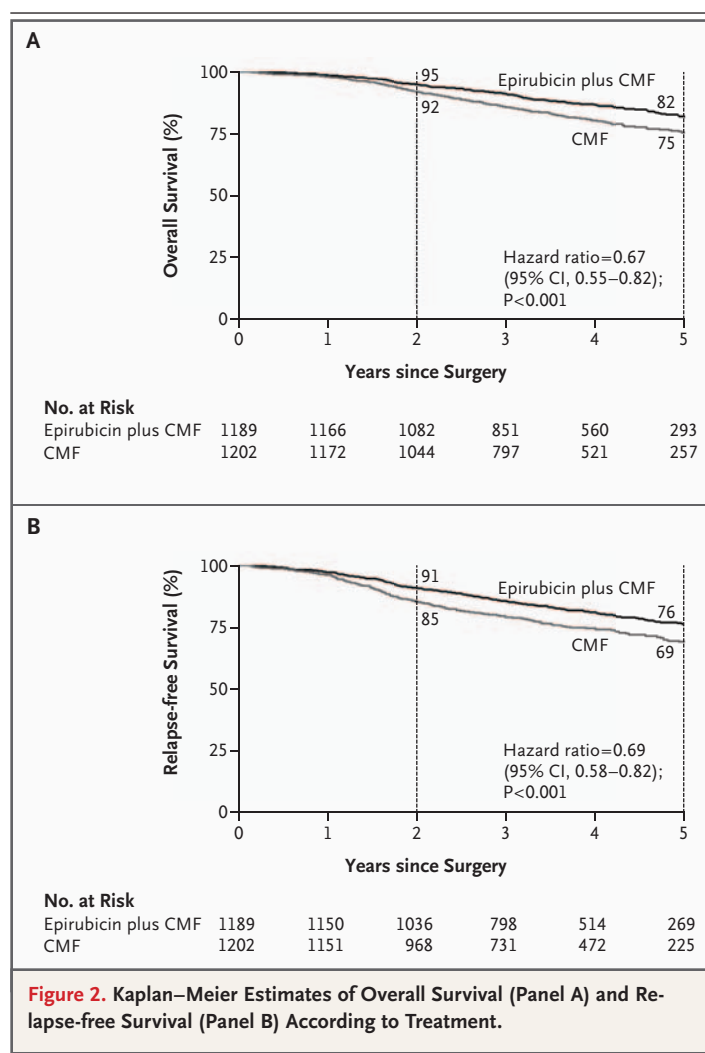 A
100
95
Epirubicin plus CMF
82
92
75
CMF
75
50
25
0
Overall Survival (%)
Hazard ratio=0.67
(95% CI, 0.55–0.82);
P<0.001
0 1 2 3 4 5
Years since Surgery
No. at Risk
Epirubicin plus CMF 1189 1166 1082 851 560 293
CMF 1202 1172 1044 797 521 257
B
100
91
Epirubicin plus CMF
76
85
75
CMF
69
50
25
0
Relapse-free Survival (%)
Hazard ratio=0.69
(95% CI, 0.58–0.82);
P<0.001
0 1 2 3 4 5
Years since Surgery
No. at Risk
Epirubicin plus CMF 1189 1150 1036 798 514 269
CMF 1202 1151 968 731 472 225
Figure 2. Kaplan–Meier Estimates of Overall Survival (Panel A) and Re-
lapse-free Survival (Panel B) According to Treatment.